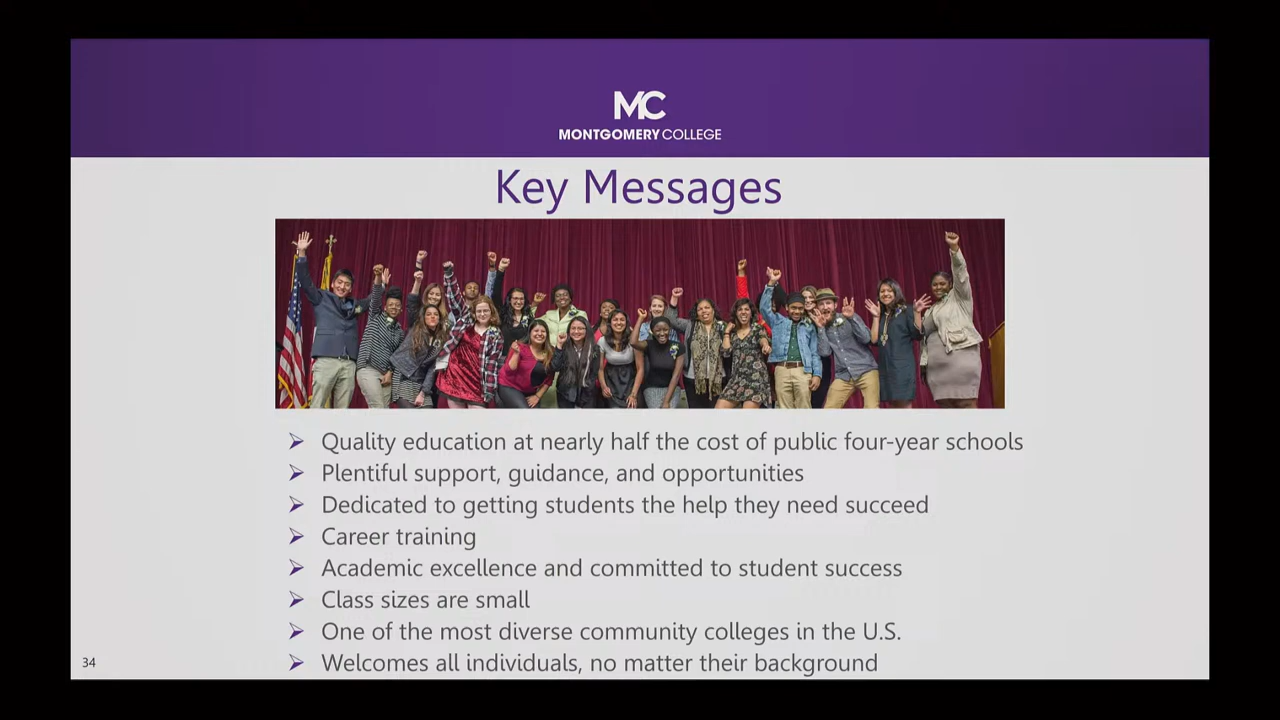 MC
MONTGOMERY COLLEGE
Key Messages
➢ Quality education at nearly half the cost of public four-year schools
➢ Plentiful support, guidance, and opportunities
➢ Dedicated to getting students the help they need succeed
➢ Career training
➢ Academic excellence and committed to student success
➢ Class sizes are small
➢ One of the most diverse community colleges in the U.S.
➢ Welcomes all individuals, no matter their background
34